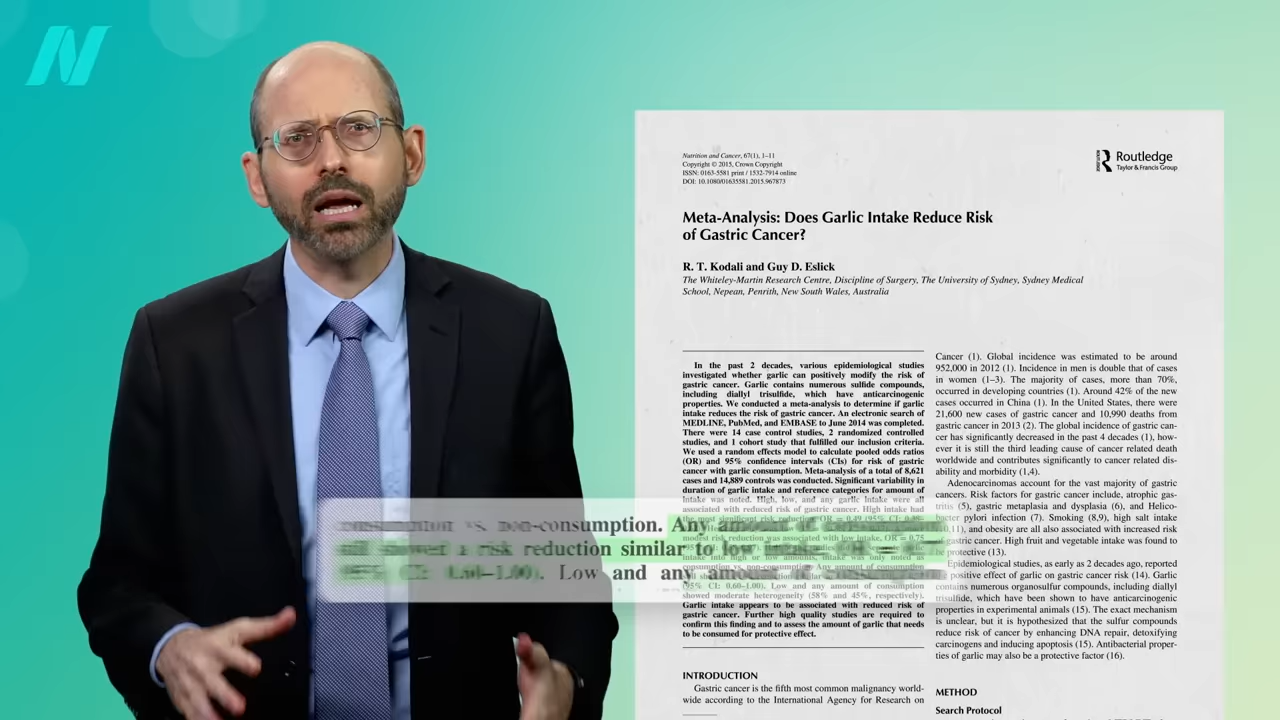 N
Nutrition and Cancer, 67(1), 1–11
Copyright © 2015, Crown Copyright
ISSN: 0163-5581 print / 1532-7914 online
DOI: 10.1080/01635581.2015.967873
Routledge
Taylor & Francis Group
Meta-Analysis: Does Garlic Intake Reduce Risk
of Gastric Cancer?
R. T. Kodali and Guy D. Eslick
The Whiteley-Martin Research Centre, Discipline of Surgery, The University of Sydney, Sydney Medical
School, Nepean, Penrith, New South Wales, Australia
In the past 2 decades, various epidemiological studies
investigated whether garlic can positively modify the risk of
gastric cancer. Garlic contains numerous sulfide compounds,
including diallyl trisulfide, which have anticarcinogenic
properties. We conducted a meta-analysis to determine if garlic
intake reduces the risk of gastric cancer. An electronic search of
MEDLINE, PubMed, and EMBASE to June 2014 was completed.
There were 14 case control studies, 2 randomized controlled
studies, and 1 cohort study that fulfilled our inclusion criteria.
We used a random effects model to calculate pooled odds ratios
(OR) and 95% confidence intervals (CIs) for risk of gastric
cancer with garlic consumption. Meta-analysis of a total of 8,621
cases and 14,889 controls was conducted. Significant variability in
duration of garlic intake and reference categories for amount of
intake was noted. High, low, and any garlic intake were all
associated with reduced risk of gastric cancer. High intake had
consumption vs. non-consumption. Any amount
still showed a risk reduction similar to low
95% CI: 0.60–1.00). Low and any amount
showed moderate heterogeneity (58% and 45%, respectively).
Garlic intake appears to be associated with reduced risk of
gastric cancer. Further high quality studies are required to
confirm this finding and to assess the amount of garlic that needs
to be consumed for protective effect.
INTRODUCTION
Gastric cancer is the fifth most common malignancy world-
wide according to the International Agency for Research on
Cancer (1). Global incidence was estimated to be around
952,000 in 2012 (1). Incidence in men is double that of cases
in women (1–3). The majority of cases, more than 70%,
occurred in developing countries (1). Around 42% of the new
cases occurred in China (1). In the United States, there were
21,600 new cases of gastric cancer and 10,990 deaths from
gastric cancer in 2013 (2). The global incidence of gastric can-
cer has significantly decreased in the past 4 decades (1), how-
ever it is still the third leading cause of cancer related death
worldwide and contributes significantly to cancer related dis-
ability and morbidity (1,4).
Adenocarcinomas account for the vast majority of gastric
cancers. Risk factors for gastric cancer include, atrophic gas-
tritis (5), gastric metaplasia and dysplasia (6), and Helico-
bacter pylori infection (7). Smoking (8,9), high salt intake
and obesity are all also associated with increased risk
of gastric cancer. High fruit and vegetable intake was found to
be protective (13).
Epidemiological studies, as early as 2 decades ago, reported
positive effect of garlic on gastric cancer risk (14). Garlic
contains numerous organosulfur compounds, including diallyl
trisulfide, which have been shown to have anticarcinogenic
properties in experimental animals (15). The exact mechanism
is unclear, but it is hypothesized that the sulfur compounds
reduce risk of cancer by enhancing DNA repair, detoxifying
carcinogens and inducing apoptosis (15). Antibacterial proper-
ties of garlic may also be a protective factor (16).
METHOD
Search Protocol